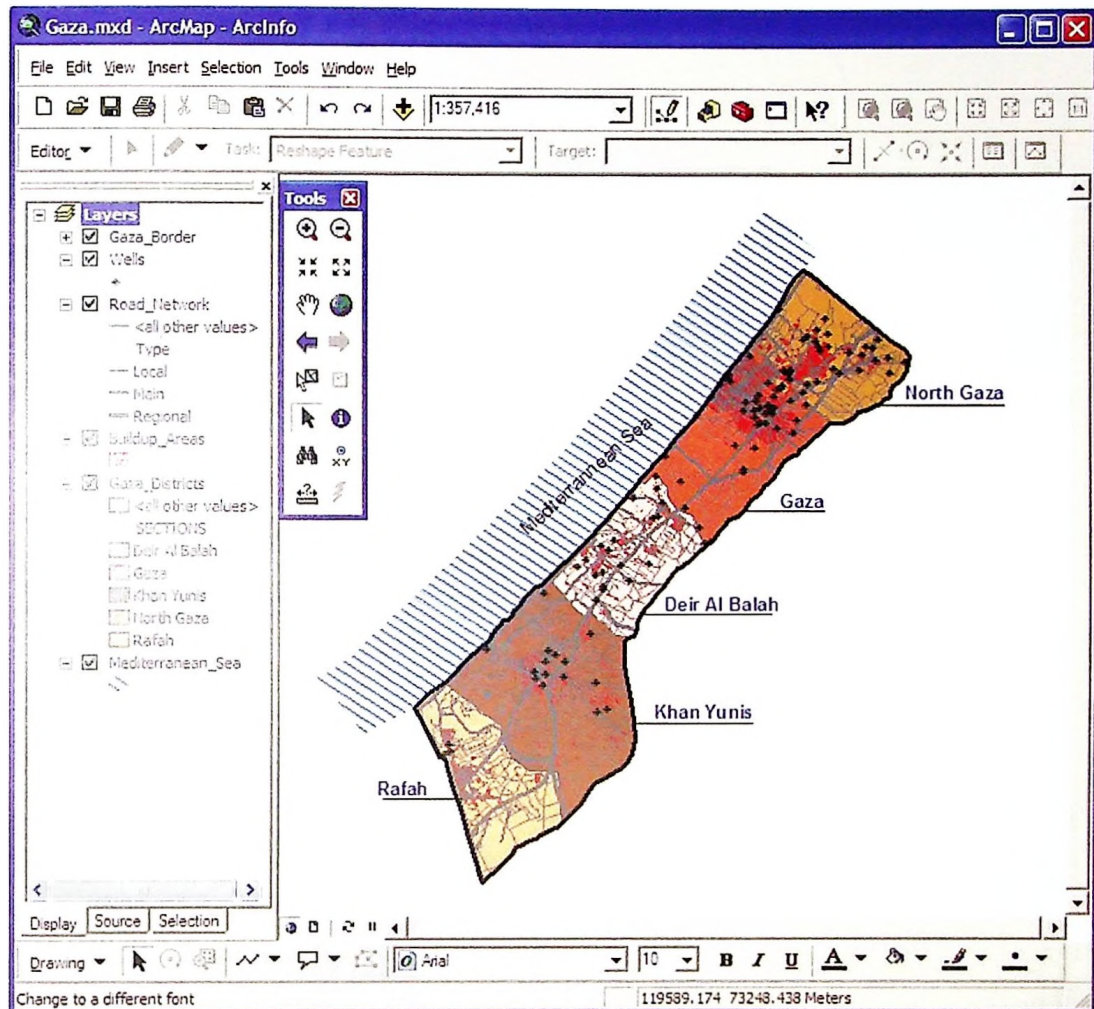 Gaza.mxd - ArcMap - ArcInfo
File Edit View Insert Selection Tools Window Help
1:357,416
Editor Task: Reshape Feature Target:
Layers
Gaza_Border
Wells
Road_Network
<all other values>
Type
Local
Main
Regional
Buildup_Areas
Gaza_Districts
<all other values>
SECTIONS
Deir Al Balah
Gaza
Khan Yunis
North Gaza
Rafah
Mediterranean_Sea
Tools
XY
Mediterrannean Sea
North Gaza
Gaza
Deir Al Balah
Khan Yunis
Rafah
Display Source Selection
Drawing Arial 10 B I U A
Change to a different font
119589.174 73248.438 Meters